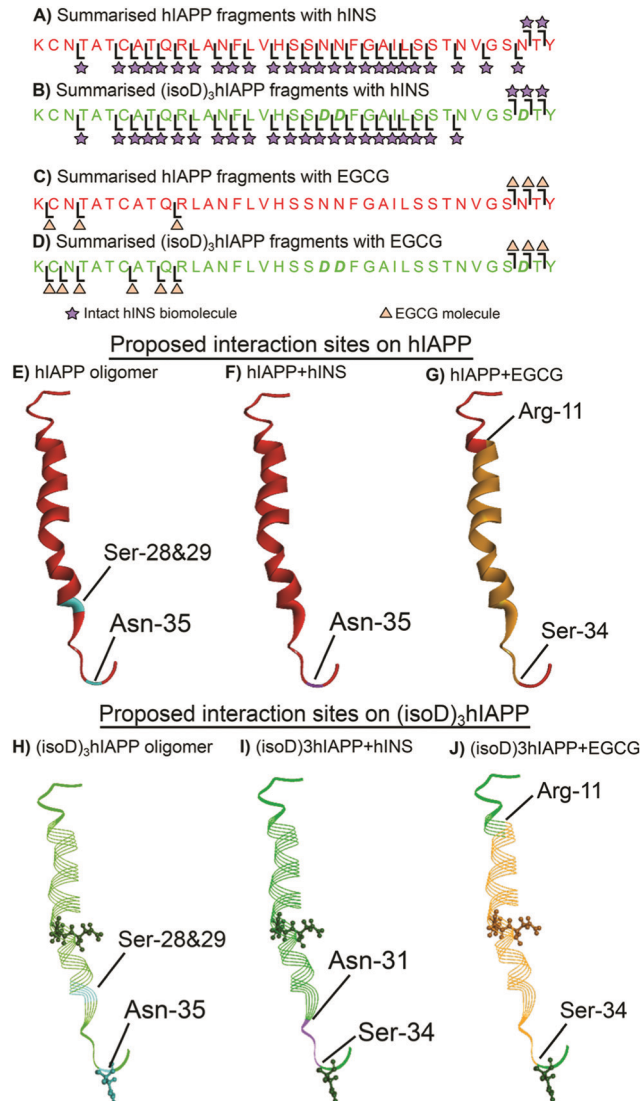 A) Summarised hIAPP fragments with hINS
KCNTATCATQRLANFLVHSSNNFGAILSSTNVGSNTY
B) Summarised (isoD)₃hIAPP fragments with hINS
KCNTATCATQRLANFLVHSSDDFGAILSSTNVGSDTY
C) Summarised hIAPP fragments with EGCG
KCNTATCATQRLANFLVHSSNNFGAILSSTNVGSNTY
D) Summarised (isoD)₃hIAPP fragments with EGCG
KCNTATCATQRLANFLVHSSDDFGAILSSTNVGSDTY
Intact hINS biomolecule EGCG molecule
Proposed interaction sites on hIAPP
E) hIAPP oligomer F) hIAPP+hINS G) hIAPP+EGCG
Arg-11
Ser-28&29
Asn-35 Asn-35 Ser-34
Proposed interaction sites on (isoD)₃hIAPP
H) (isoD)₃hIAPP oligomer I) (isoD)3hIAPP+hINS J) (isoD)3hIAPP+EGCG
Arg-11
Ser-28&29 Asn-31
Asn-35 Ser-34 Ser-34